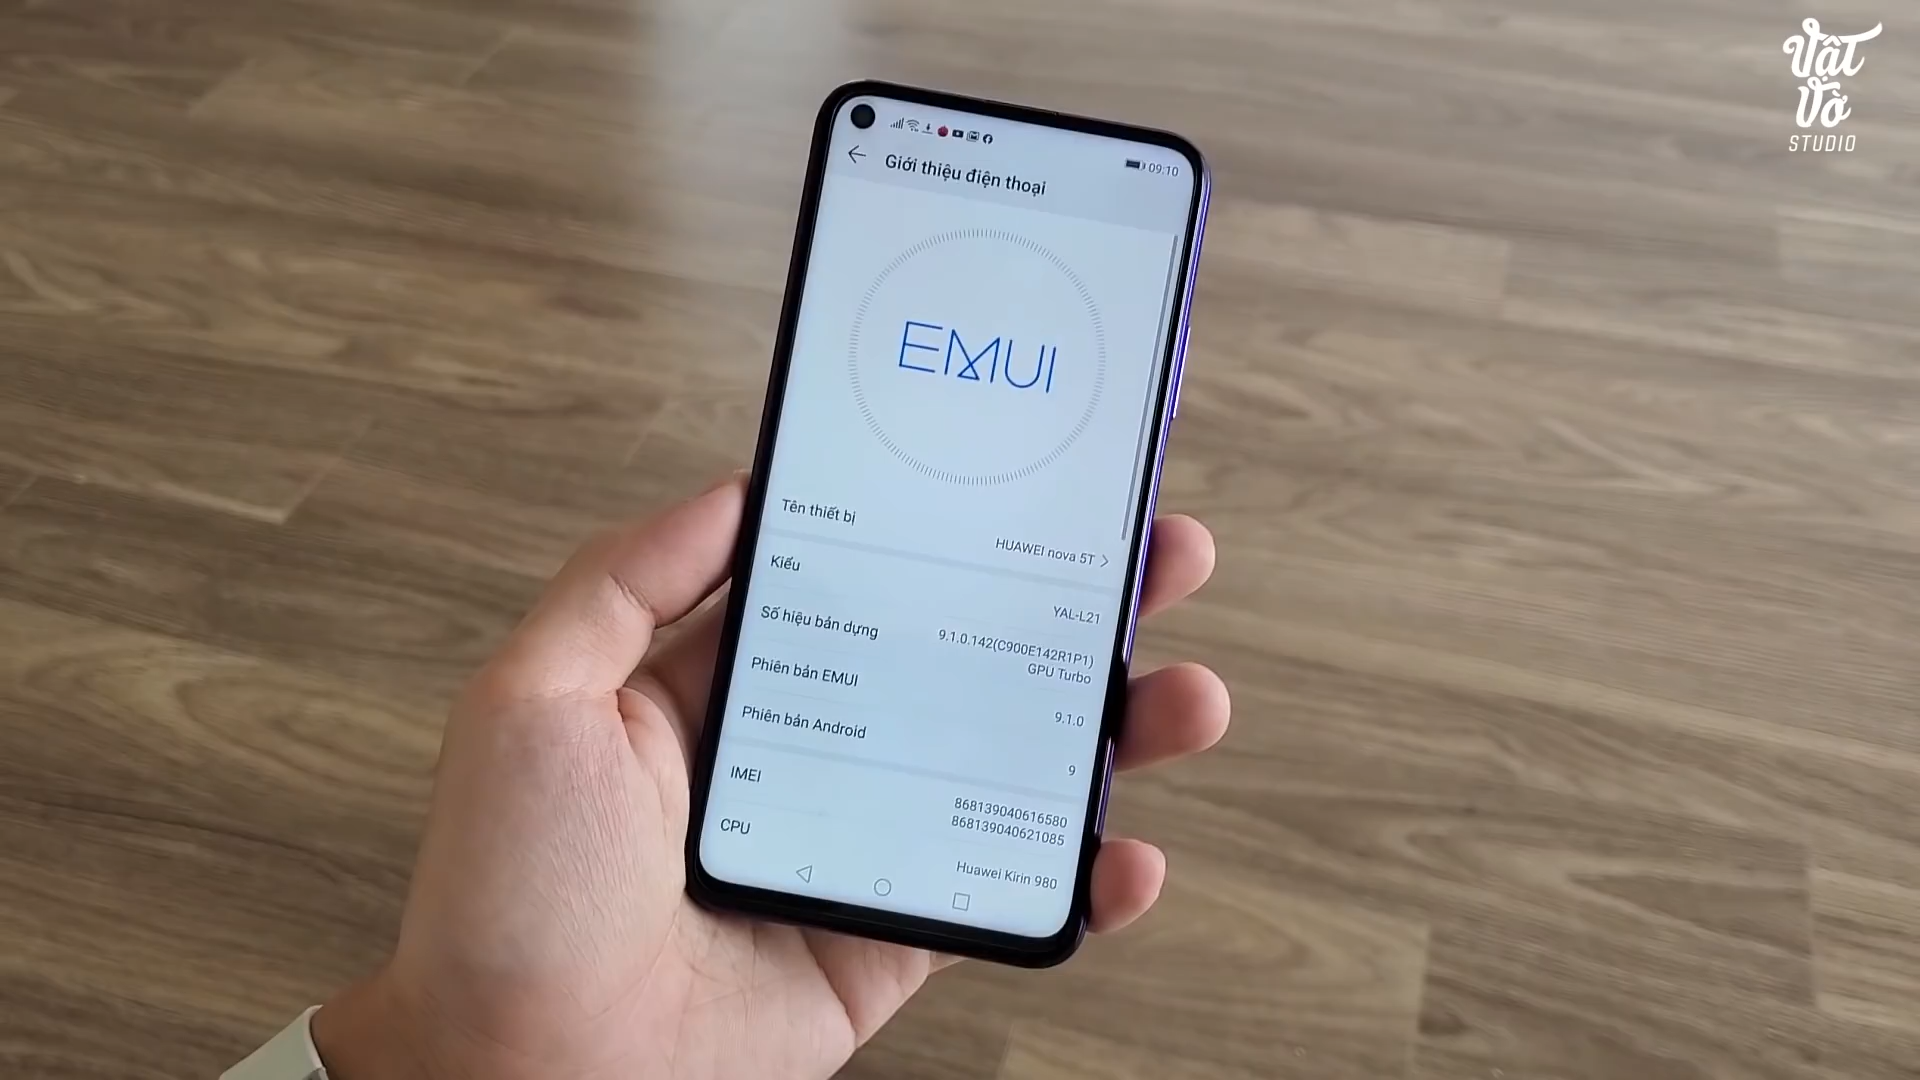 Vật
Vờ
STUDIO
09:10
Giới thiệu điện thoại
EMUI
Tên thiết bị
HUAWEI nova 5T
Kiểu
YAL-L21
Số hiệu bản dựng
9.1.0.142(C900E142R1P1)
GPU Turbo
Phiên bản EMUI
9.1.0
Phiên bản Android
9
IMEI
868139040616580
868139040621085
CPU
Huawei Kirin 980